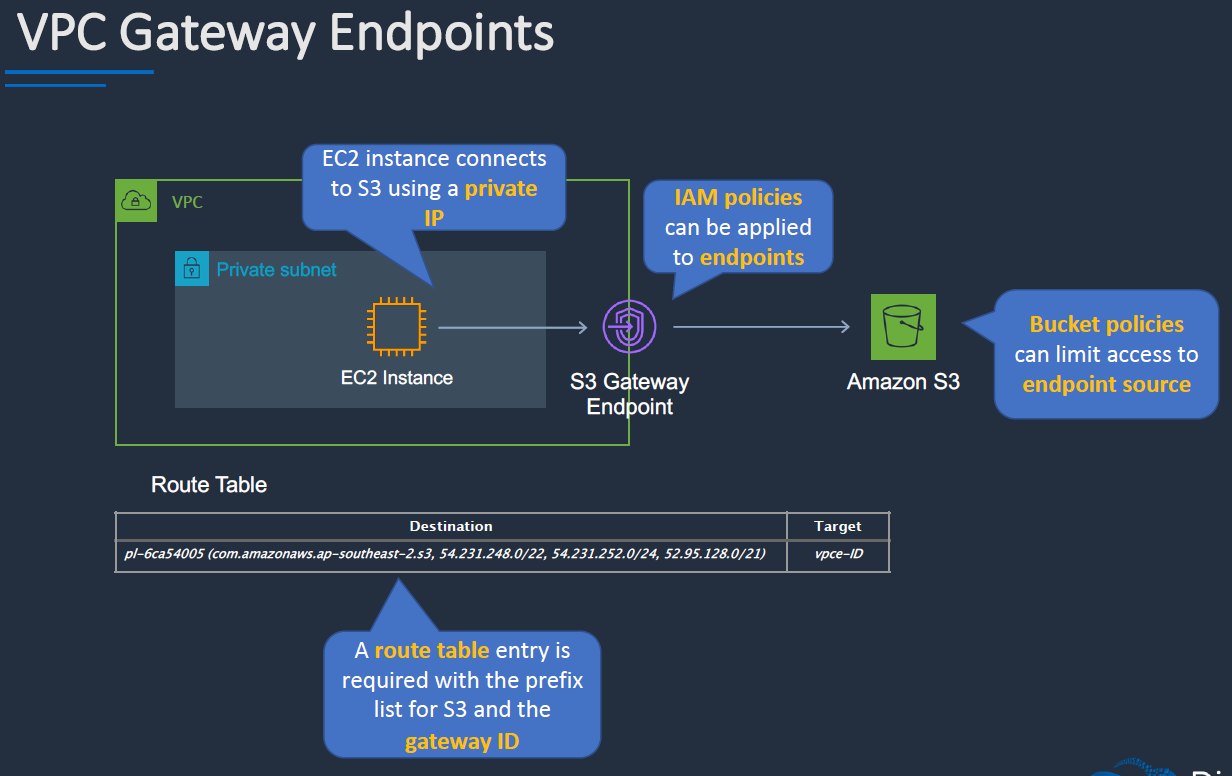 VPC Gateway Endpoints
EC2 instance connects
to S3 using a private
IP
IAM policies
can be applied
to endpoints
VPC
Private subnet
Bucket policies
can limit access to
endpoint source
EC2 Instance
S3 Gateway
Endpoint
Amazon S3
Route Table
Destination
Target
pl-6ca54005 (com.amazonaws.ap-southeast-2.s3, 54.231.248.0/22, 54.231.252.0/24, 52.95.128.0/21)
vpce-ID
A route table entry is
required with the prefix
list for S3 and the
gateway ID